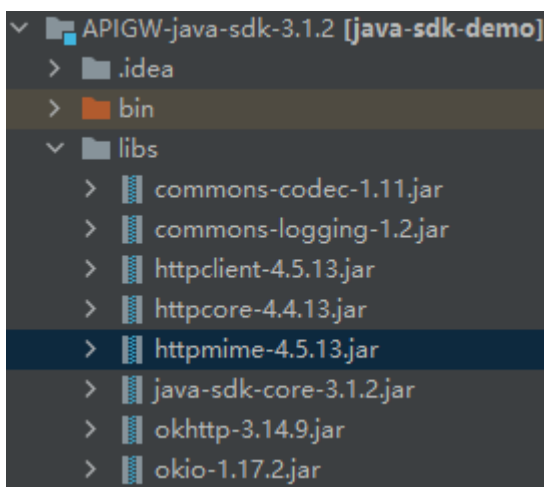 APIGW-java-sdk-3.1.2 [java-sdk-demo]
.idea
bin
libs
commons-codec-1.11.jar
commons-logging-1.2.jar
httpclient-4.5.13.jar
httpcore-4.4.13.jar
httpmime-4.5.13.jar
java-sdk-core-3.1.2.jar
okhttp-3.14.9.jar
okio-1.17.2.jar